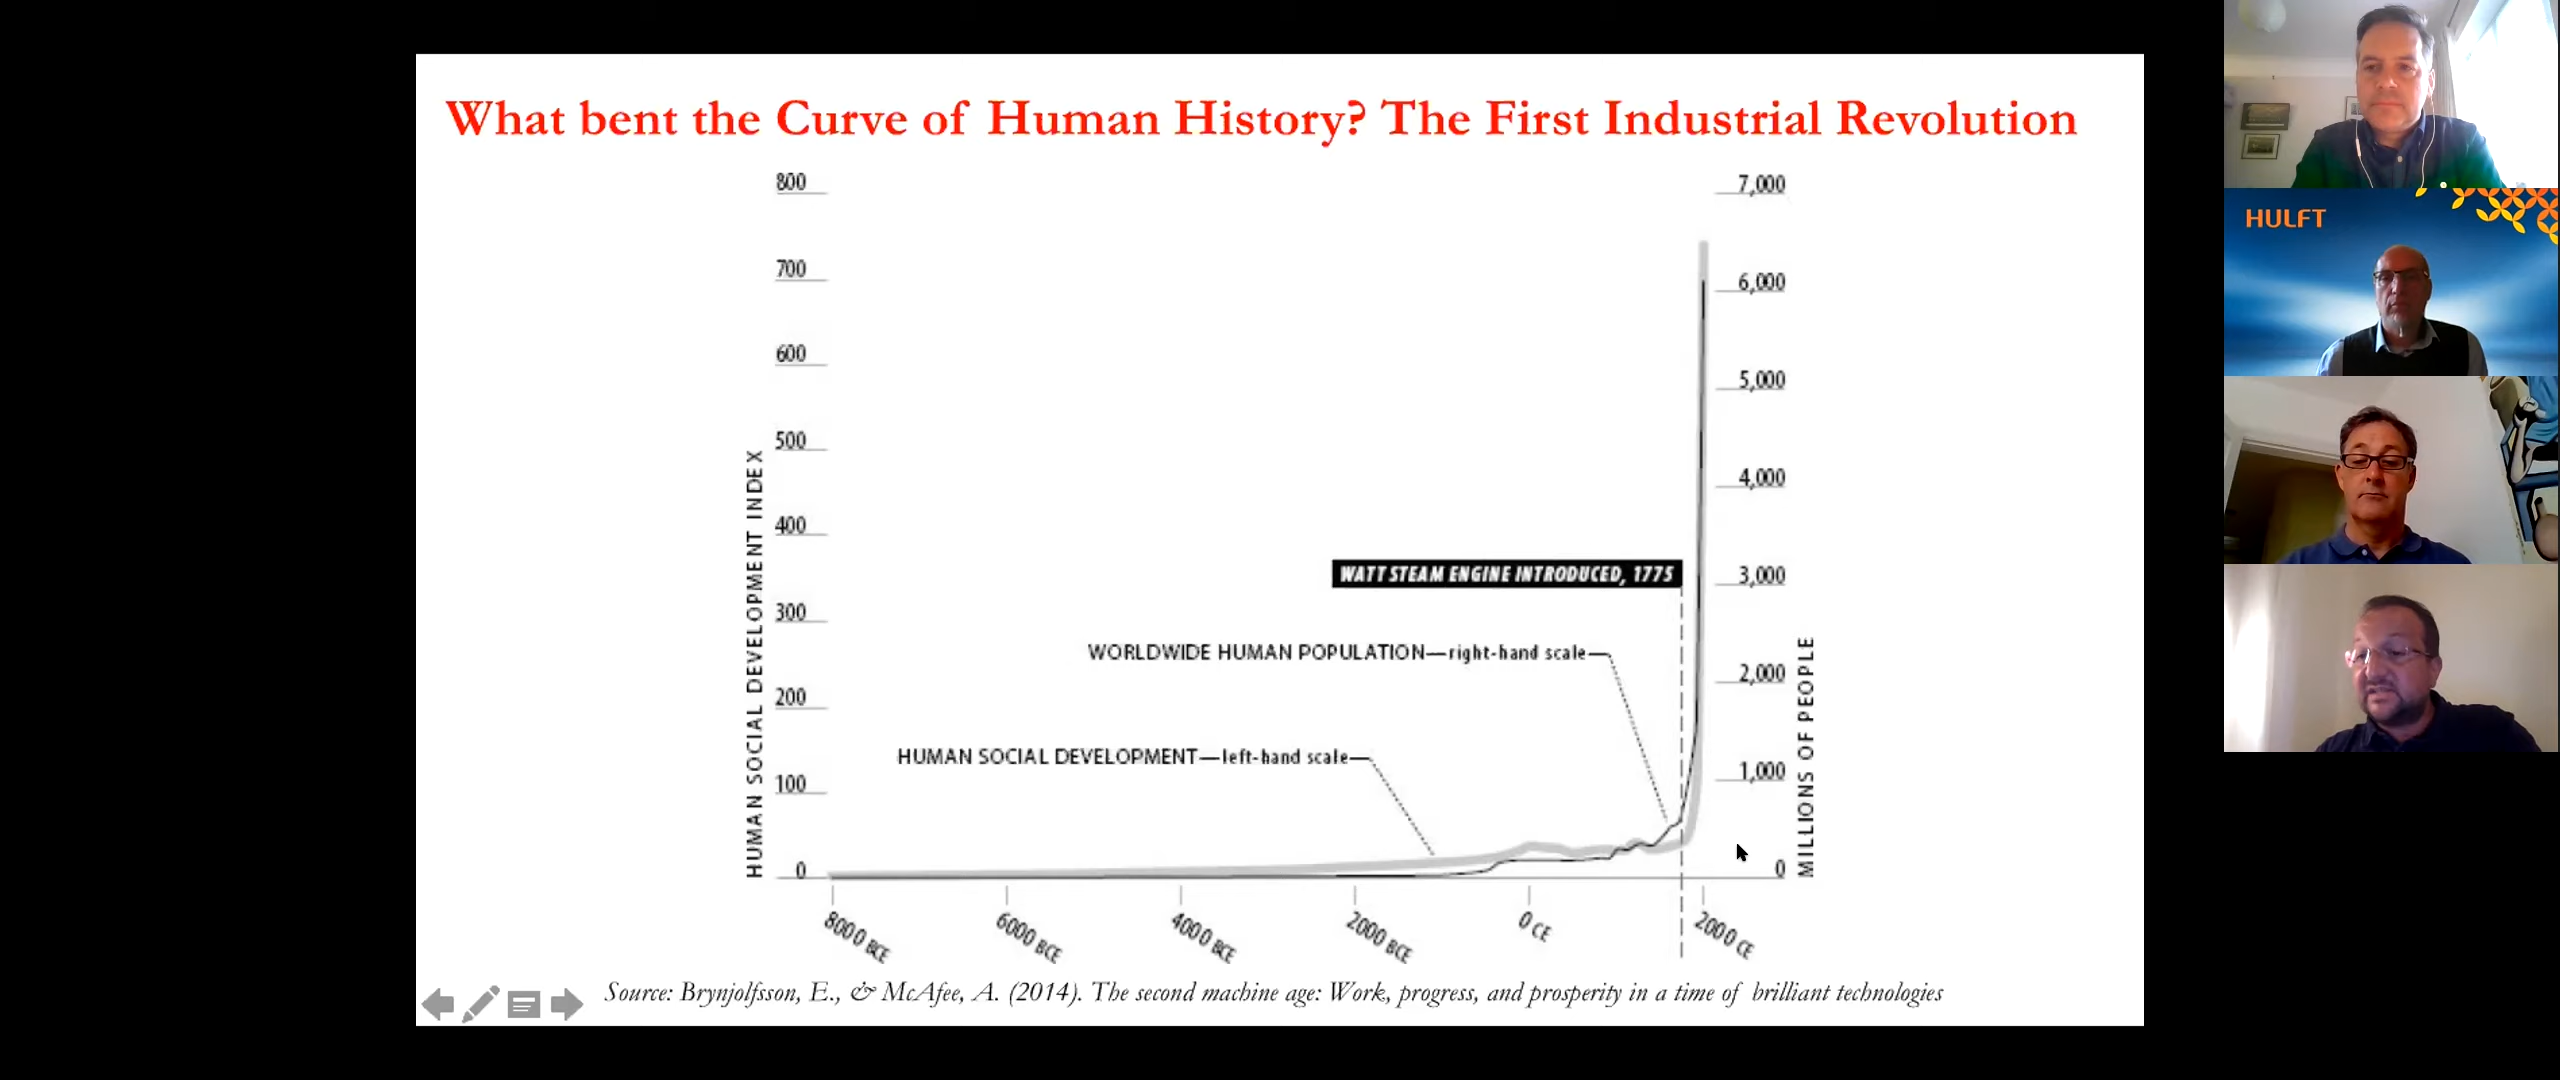 What bent the Curve of Human History? The First Industrial Revolution
HUMAN SOCIAL DEVELOPMENT INDEX
800
700
600
500
400
300
200
100
0
WATT STEAM ENGINE INTRODUCED, 1775
WORLDWIDE HUMAN POPULATION—right-hand scale
HUMAN SOCIAL DEVELOPMENT—left-hand scale
7,000
6,000
5,000
4,000
3,000
2,000
1,000
0
MILLIONS OF PEOPLE
8000 BCE
6000 BCE
4000 BCE
2000 BCE
0 CE
2000 CE
Source: Brynjolfsson, E., & McAfee, A. (2014). The second machine age: Work, progress, and prosperity in a time of brilliant technologies
HULFT